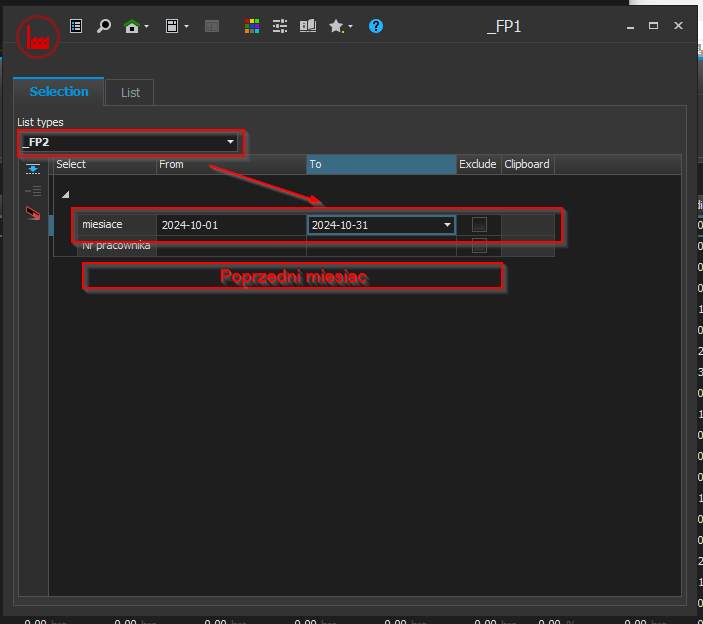 _FP1
Selection
List
List types
_FP2
Select From To Exclude Clipboard
miesiace 2024-10-01 2024-10-31
Nr pracownika
Poprzedni miesiac